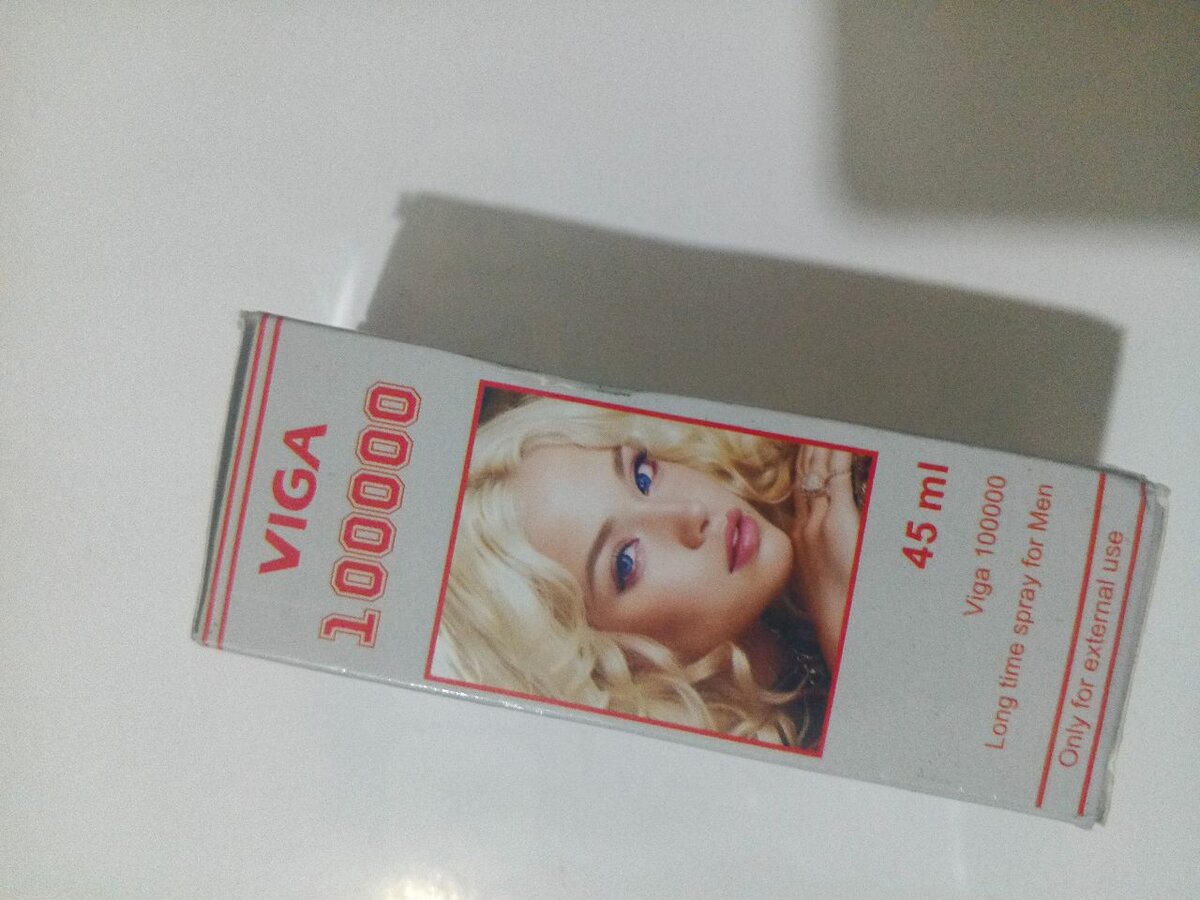 VIGA
100000
45 ml
Viga 100000
Long time spray for Men
Only for external use